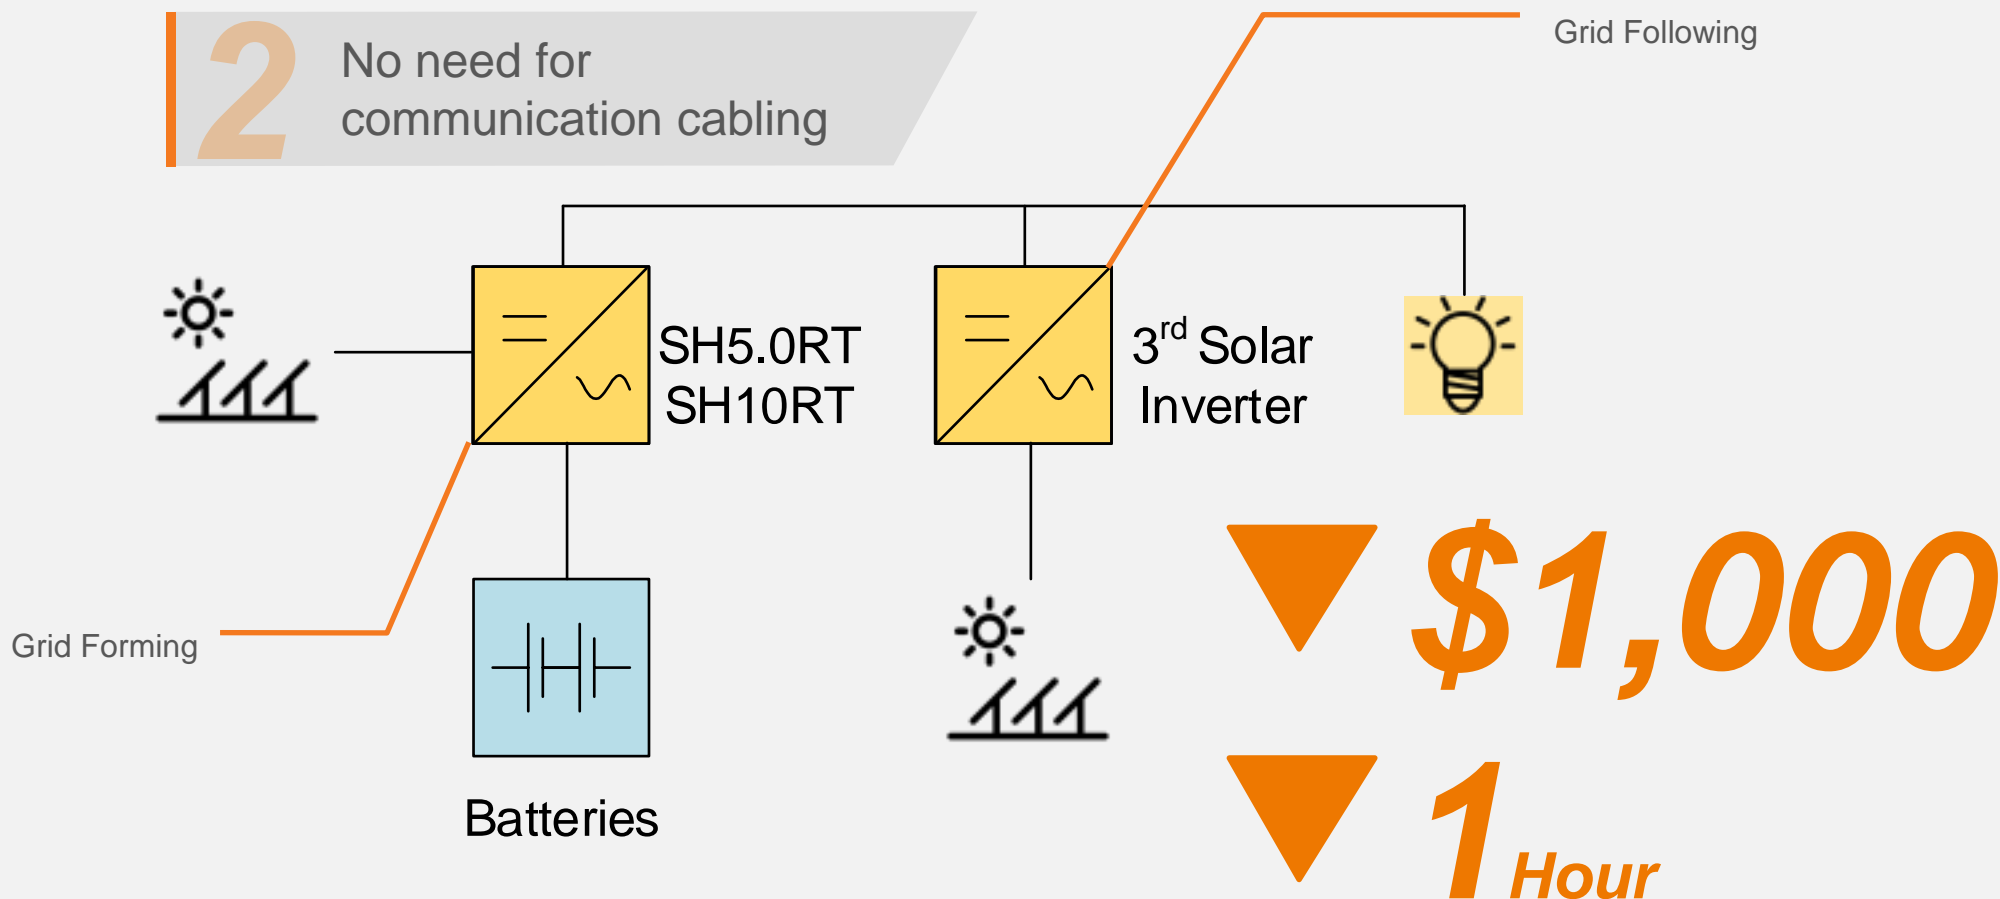 2
No need for
communication cabling
Grid Following
SH5.0RT
SH10RT
3rd Solar
Inverter
Grid Forming
Batteries
$1,000
1 Hour